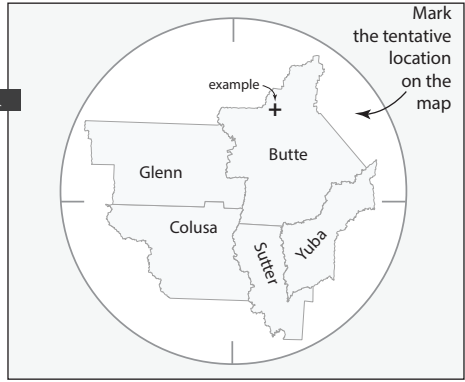 Mark
the tentative
location
on the
map
example
Butte
Glenn
Colusa
Sutter
Yuba